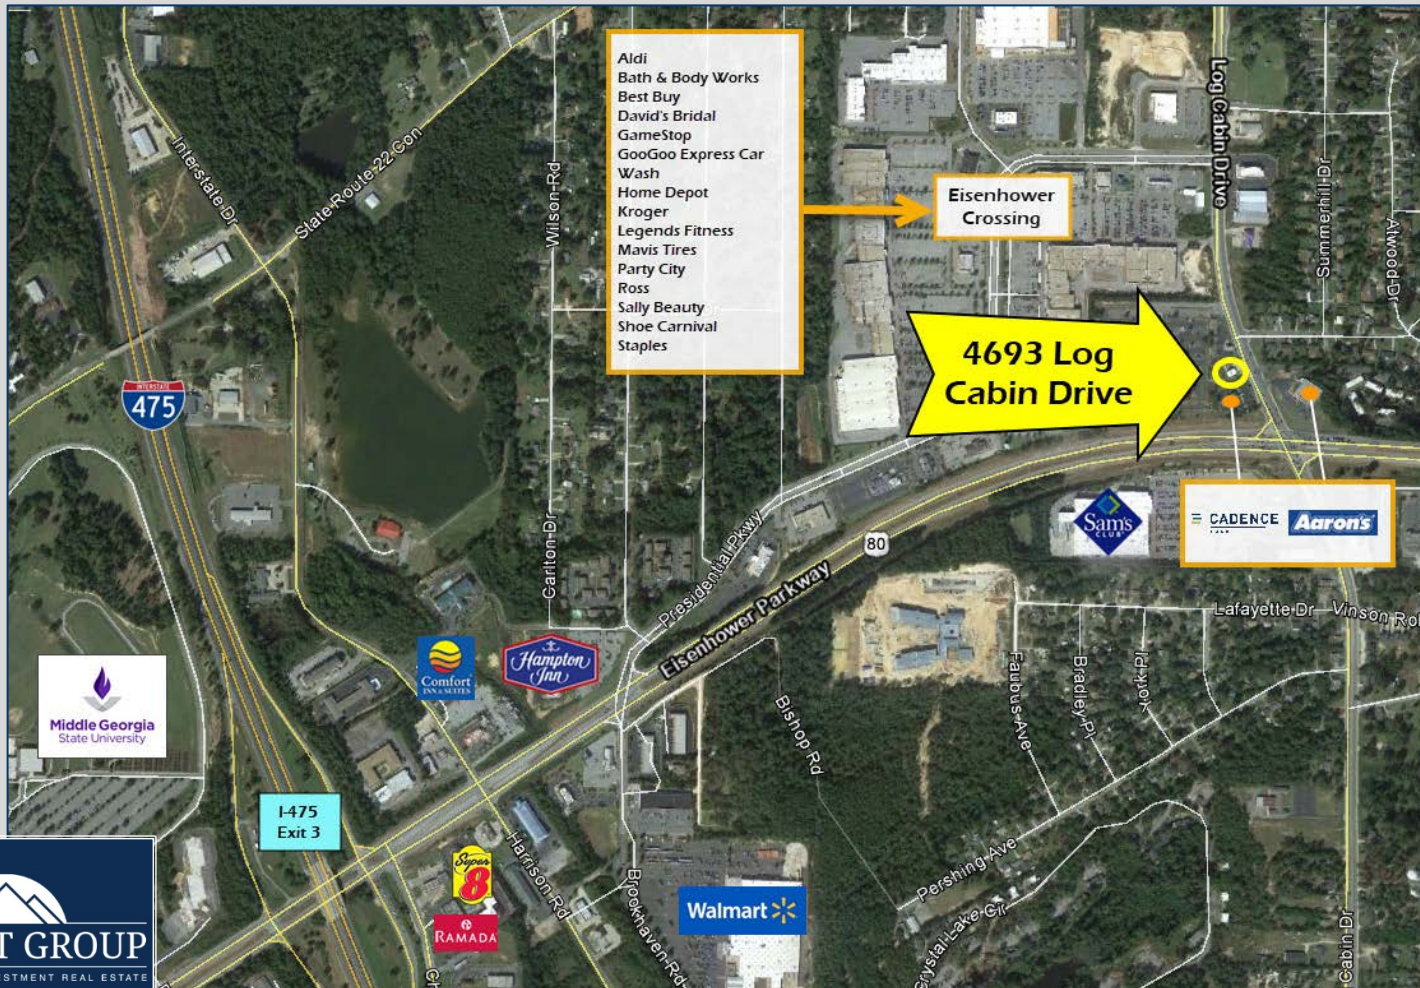 Aldi
Bath & Body Works
Best Buy
David's Bridal
GameStop
GooGoo Express Car
Wash
Home Depot
Kroger
Legends Fitness
Mavis Tires
Party City
Ross
Sally Beauty
Shoe Carnival
Staples
Eisenhower
Crossing
Log Cabin Drive
Summerhill Dr
Atwood Dr
Interstate Dr
State Route 22 Con
Wilson Rd
4693 Log
Cabin Drive
INTERSTATE
475
CADENCE
Aaron's
Sam's
CLUB
80
Carlton Dr
Presidential Pkwy
Eisenhower Parkway
Lafayette Dr
Vinson
Faubus Ave
Bradley Pl
Comfort
INN & SUITES
Hampton
Inn
Middle Georgia
State University
Bishop Rd
I-475
Exit 3
Super
8
RAMADA
Harrison Rd
Brookhaven Rd
Walmart
Pershing Ave
Crystal Lake Cir
Cabin Dr
T GROUP
ESTMENT REAL ESTATE